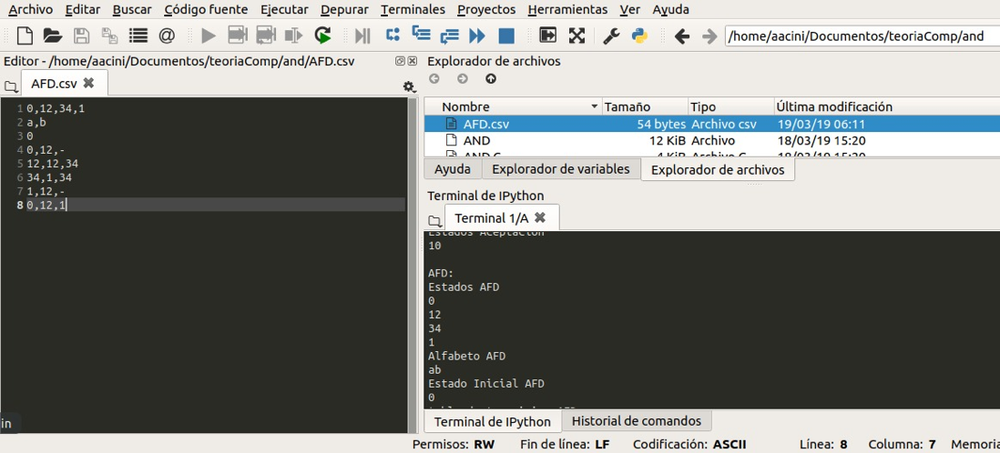 Archivo Editar Buscar Código fuente Ejecutar Depurar Terminales Proyectos Herramientas Ver Ayuda
/home/aacini/Documentos/teoriaComp/and
Editor - /home/aacini/Documentos/teoriaComp/and/AFD.csv
AFD.csv
1 0,12,34,1
2 a,b
3 0
4 0,12,-
5 12,12,34
6 34,1,34
7 1,12,-
8 0,12,1
in
Explorador de archivos
Nombre Tamaño Tipo Última modificación
AFD.csv 54 bytes Archivo csv 19/03/19 06:11
AND 12 KiB Archivo 18/03/19 15:20
AND.C 4 KiB Archivo C 18/03/19 15:20
Ayuda Explorador de variables Explorador de archivos
Terminal de IPython
Terminal 1/A
Estados Aceptacion
10
AFD:
Estados AFD
0
12
34
1
Alfabeto AFD
ab
Estado Inicial AFD
0
Terminal de IPython Historial de comandos
Permisos: RW Fin de línea: LF Codificación: ASCII Línea: 8 Columna: 7 Memoria